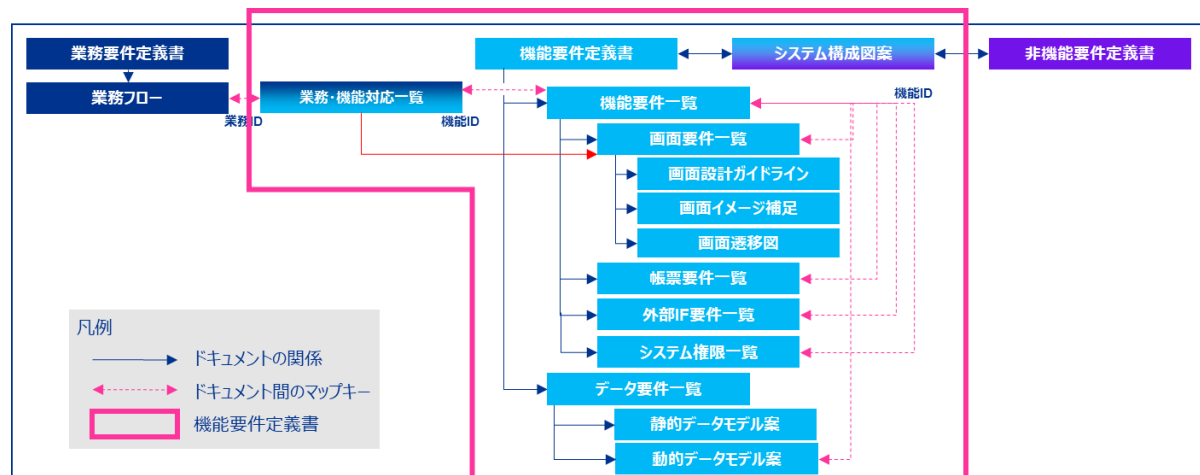 業務要件定義書
機能要件定義書
システム構成図案
非機能要件定義書
業務フロー
業務・機能対応一覧
機能要件一覧
機能ID
業務ID
機能ID
画面要件一覧
画面設計ガイドライン
画面イメージ補足
画面遷移図
帳票要件一覧
外部IF要件一覧
システム権限一覧
データ要件一覧
静的データモデル案
動的データモデル案
凡例
ドキュメントの関係
ドキュメント間のマップキー
機能要件定義書